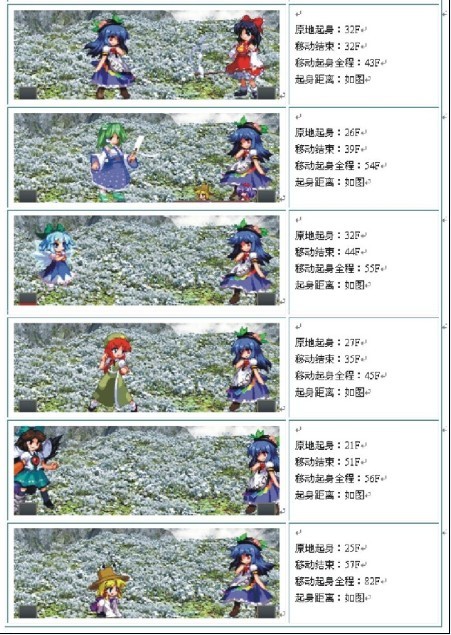 原地起身：32F
移动结束：32F
移动起身全程：43F
起身距离：如图
原地起身：26F
移动结束：39F
移动起身全程：54F
起身距离：如图
原地起身：32F
移动结束：44F
移动起身全程：55F
起身距离：如图
原地起身：27F
移动结束：35F
移动起身全程：45F
起身距离：如图
原地起身：21F
移动结束：51F
移动起身全程：56F
起身距离：如图
原地起身：25F
移动结束：57F
移动起身全程：82F
起身距离：如图